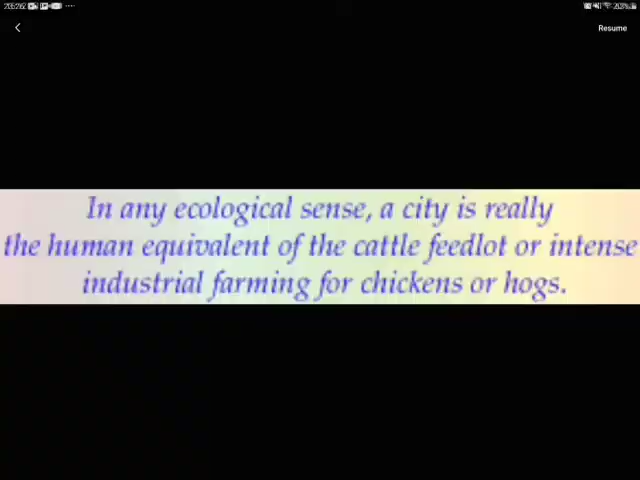 Resume
In any ecological sense, a city is really
the human equivalent of the cattle feedlot or intense
industrial farming for chickens or hogs.